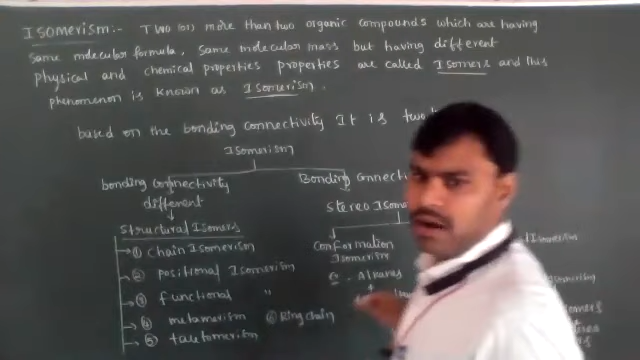 Isomerism:- Two (or) more than two organic compounds which are having
same molecular formula, same molecular mass but having different
physical and chemical properties properties are called Isomers and this
phenomenon is known as Isomerism.
based on the bonding connectivity It is two
Isomerism
bonding connectivity different
Bonding
Structural Isomers
Stereo
① Chain Isomerism
② positional Isomerism
③ functional "
④ metamerism ⑥ Ring chain
⑤ tautomerism
Conformation
Isomerism
Alkanes
Isomerism